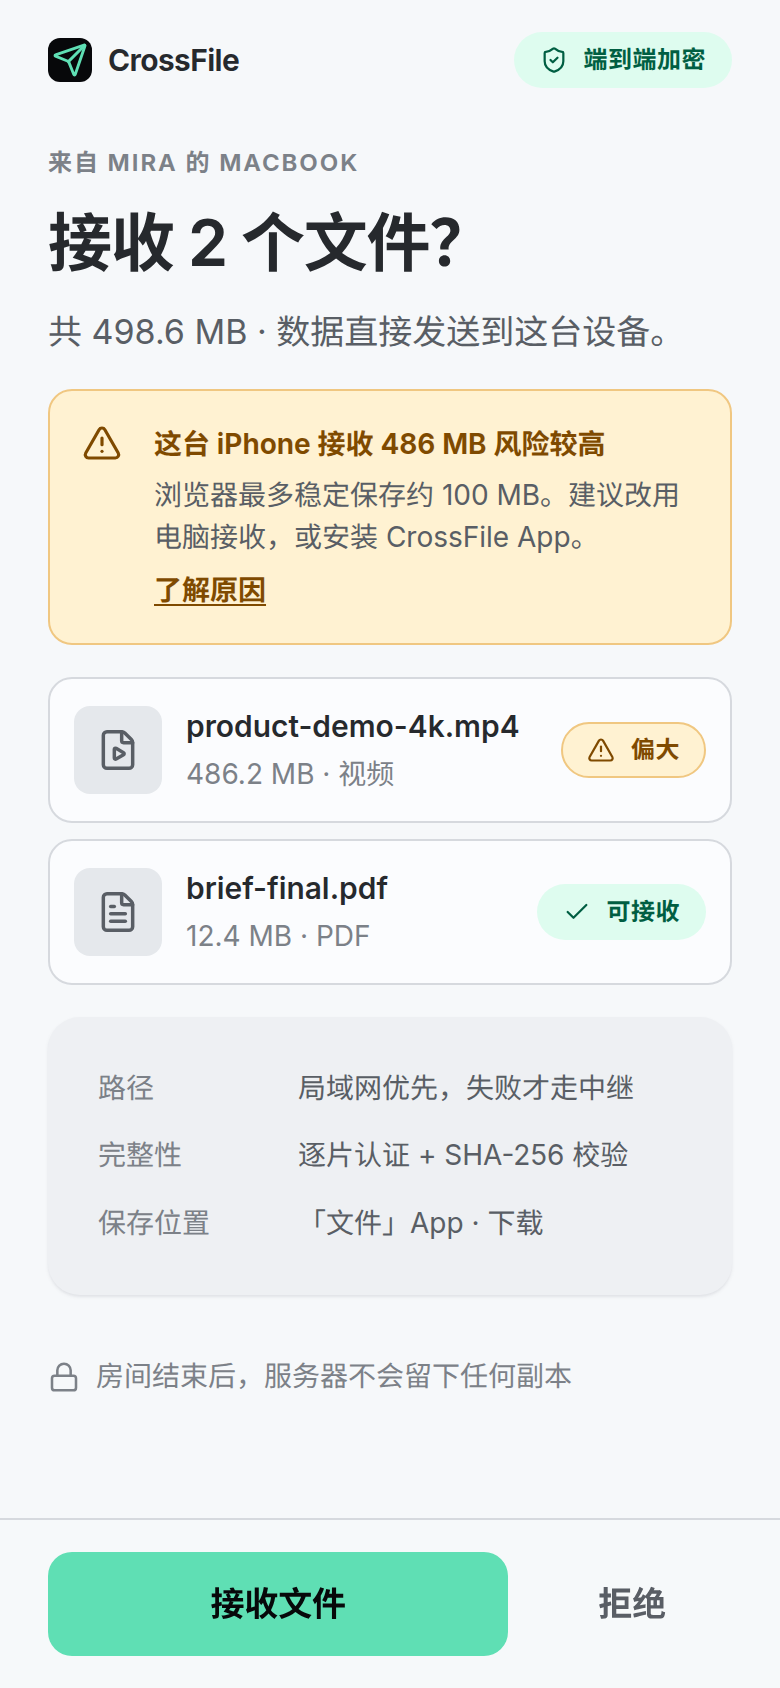 CrossFile
端到端加密
来自 MIRA 的 MACBOOK
接收 2 个文件？
共 498.6 MB · 数据直接发送到这台设备。
这台 iPhone 接收 486 MB 风险较高
浏览器最多稳定保存约 100 MB。建议改用
电脑接收，或安装 CrossFile App。
了解原因
product-demo-4k.mp4
486.2 MB · 视频
偏大
brief-final.pdf
12.4 MB · PDF
可接收
路径 局域网优先，失败才走中继
完整性 逐片认证 + SHA-256 校验
保存位置 「文件」App · 下载
房间结束后，服务器不会留下任何副本
接收文件 拒绝